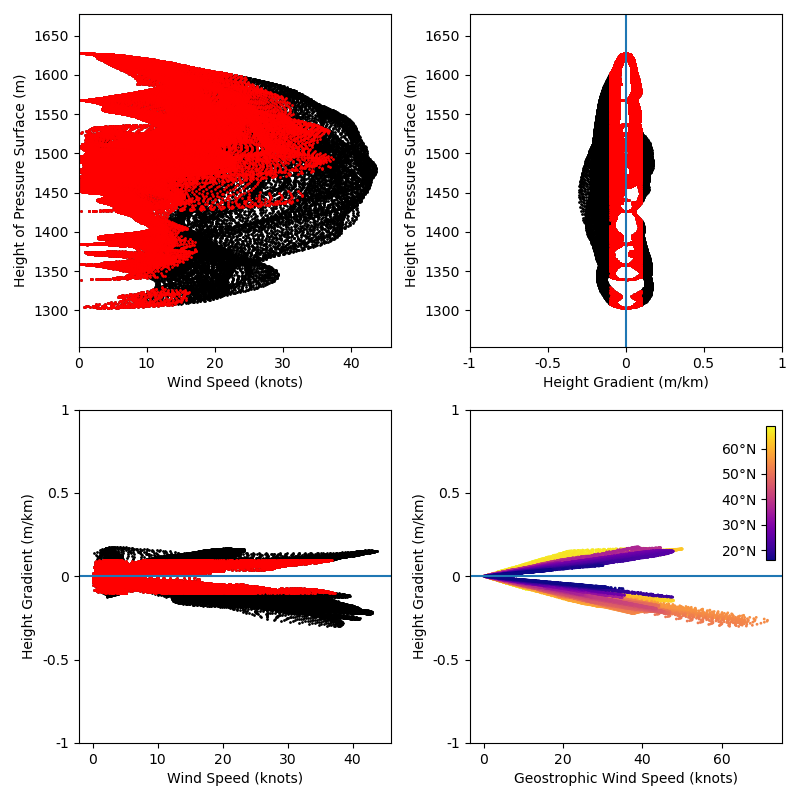 Height of Pressure Surface (m)
1650
1600
1550
1500
1450
1400
1350
1300
0 10 20 30 40
Wind Speed (knots)
Height of Pressure Surface (m)
1650
1600
1550
1500
1450
1400
1350
1300
-1 -0.5 0 0.5 1
Height Gradient (m/km)
Height Gradient (m/km)
1
0.5
0
-0.5
-1
0 10 20 30 40
Wind Speed (knots)
Height Gradient (m/km)
1
0.5
0
-0.5
-1
60°N
50°N
40°N
30°N
20°N
0 20 40 60
Geostrophic Wind Speed (knots)